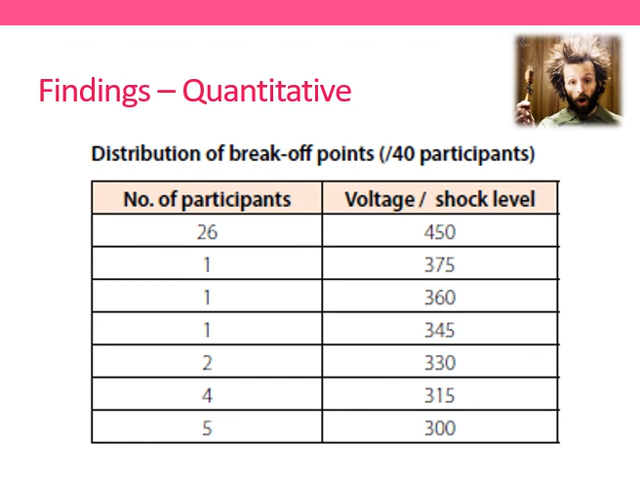 Findings – Quantitative
Distribution of break-off points (/40 participants)
No. of participants Voltage / shock level
26 450
1 375
1 360
1 345
2 330
4 315
5 300